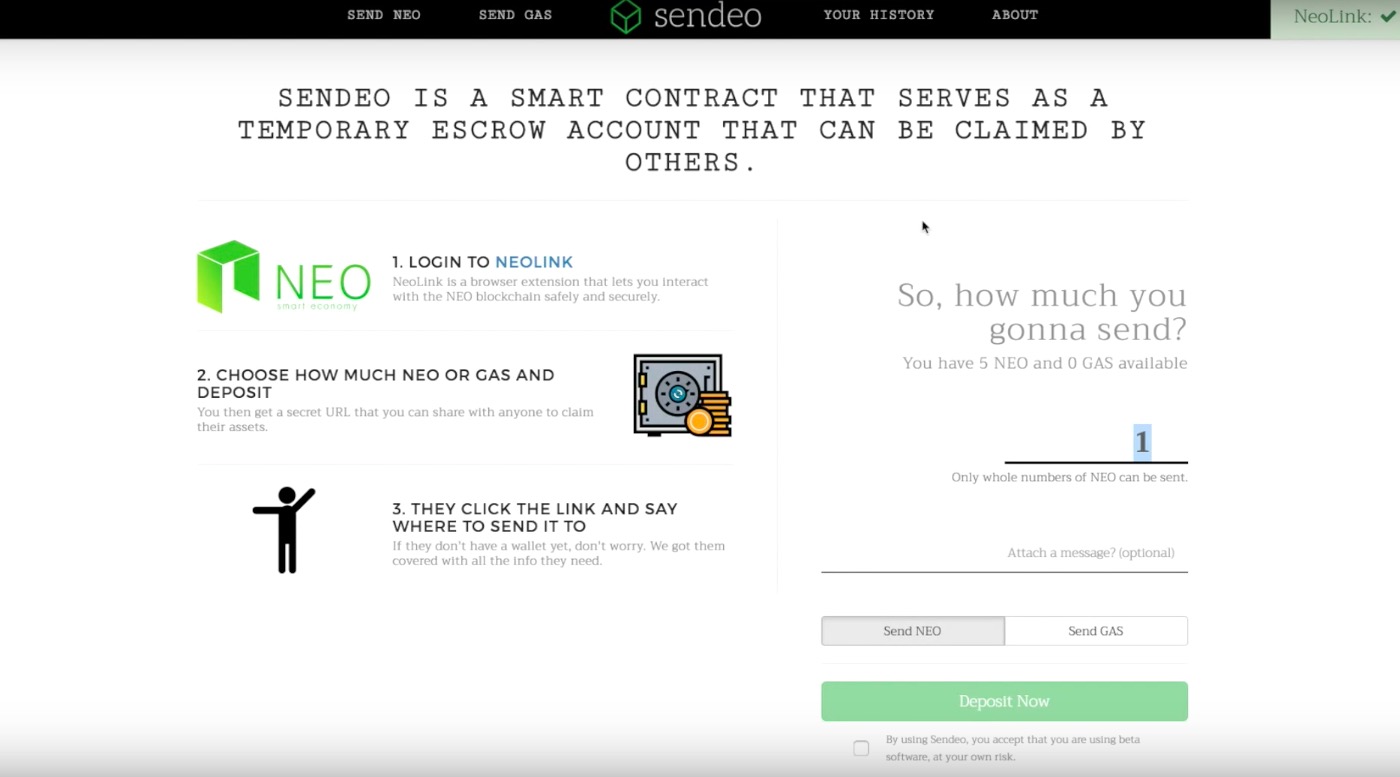 SEND NEO
SEND GAS
sendeo
YOUR HISTORY
ABOUT
NeoLink:
SENDEO IS A SMART CONTRACT THAT SERVES AS A
TEMPORARY ESCROW ACCOUNT THAT CAN BE CLAIMED BY
OTHERS.
NEO
smart economy
1. LOGIN TO NEOLINK
NeoLink is a browser extension that lets you interact
with the NEO blockchain safely and securely.
2. CHOOSE HOW MUCH NEO OR GAS AND
DEPOSIT
You then get a secret URL that you can share with anyone to claim
their assets.
3. THEY CLICK THE LINK AND SAY
WHERE TO SEND IT TO
If they don't have a wallet yet, don't worry. We got them
covered with all the info they need.
So, how much you
gonna send?
You have 5 NEO and 0 GAS available
1
Only whole numbers of NEO can be sent.
Attach a message? (optional)
Send NEO
Send GAS
Deposit Now
By using Sendeo, you accept that you are using beta
software, at your own risk.